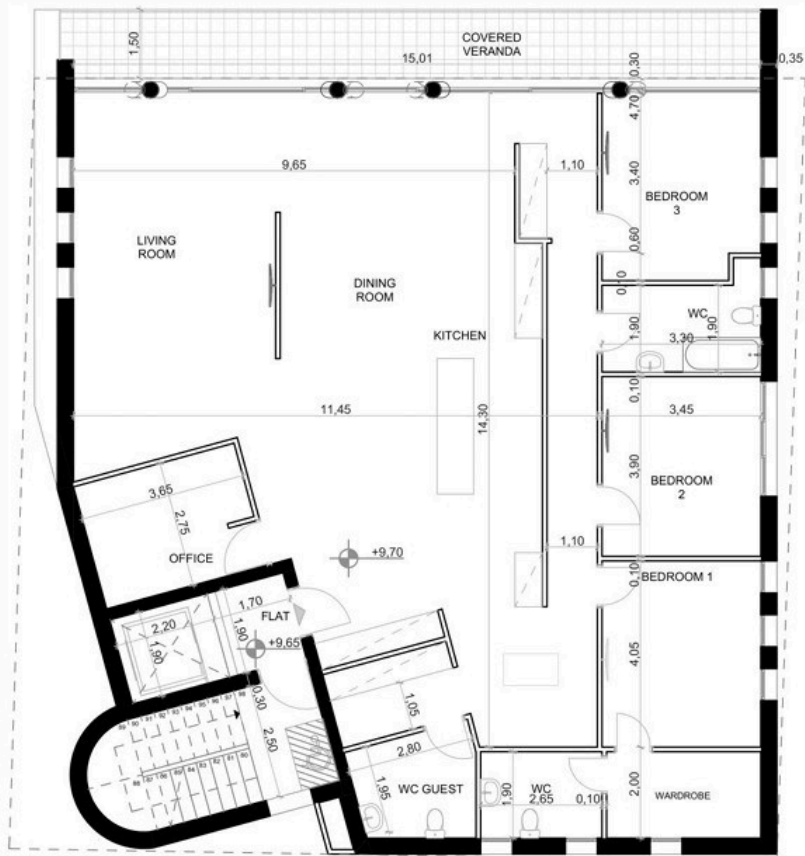 COVERED
VERANDA
1,50
15,01
0,30
0,35
4,70
9,65
1,10
3,40
BEDROOM
3
LIVING
ROOM
0,60
DINING
ROOM
0,10
WC
KITCHEN
1,90
3,30
1,90
0,10
11,45
14,30
3,45
3,90
BEDROOM
2
3,65
2,75
OFFICE
+9,70
1,10
0,10
BEDROOM 1
1,70
FLAT
2,20
1,90
1,90
+9,65
4,05
0,30
1,05
2,50
2,80
1,95
WC GUEST
WC
1,90
2,65
0,10
2,00
WARDROBE